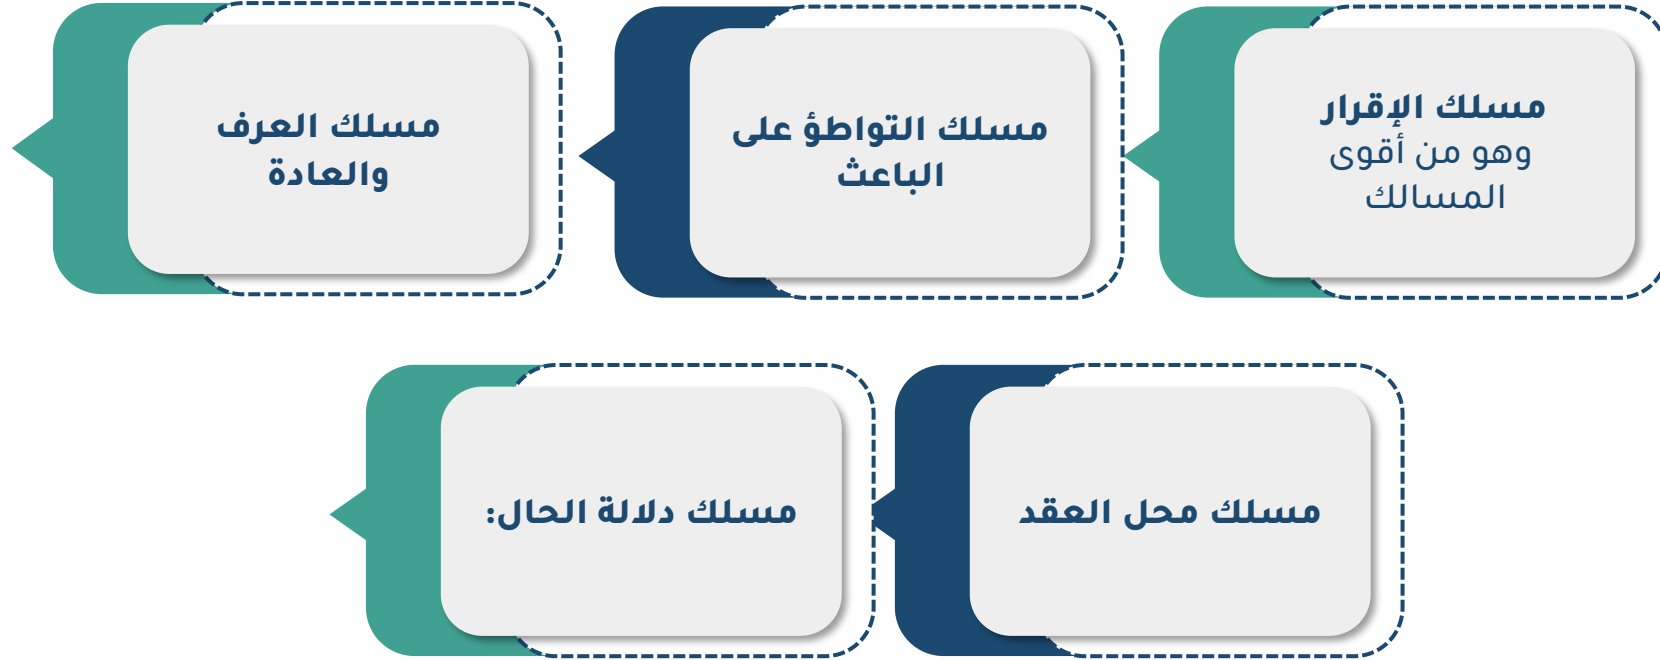 مسلك الإقرار
وهو من أقوى
المسالك
مسلك التواطؤ على
الباعث
مسلك العرف
والعادة
مسلك محل العقد
مسلك دلالة الحال: